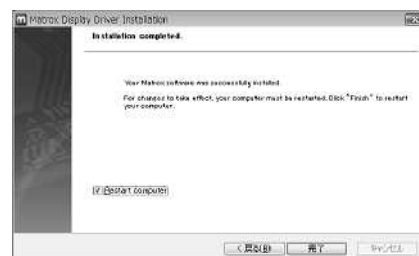 Matrox Display Driver Installation
Installation completed.
Your Matrox software was successfully installed.
For changes to take effect, your computer must be restarted. Click "Finish" to restart
your computer.
Restart computer
< 戻る(B)
完了
キャンセル